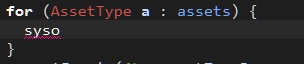 for (AssetType a : assets) {
syso
}